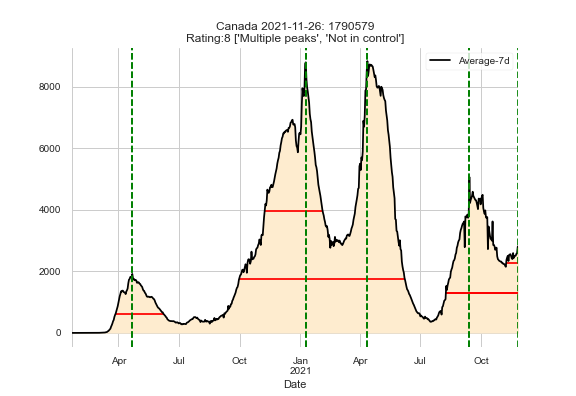 Canada 2021-11-26: 1790579
Rating:8 ['Multiple peaks', 'Not in control']
Average-7d
8000
6000
4000
2000
0
Apr Jul Oct Jan Apr Jul Oct
2021
Date